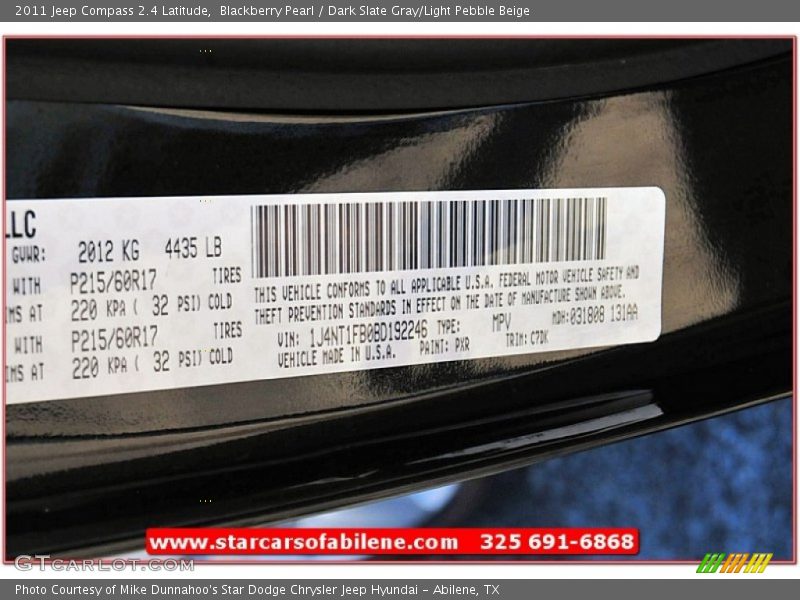 2011 Jeep Compass 2.4 Latitude,  Blackberry Pearl / Dark Slate Gray/Light Pebble Beige
LLC
GVWR: 2012 KG 4435 LB
WITH P215/60R17 TIRES
AT 220 KPA ( 32 PSI) COLD
WITH P215/60R17 TIRES
AT 220 KPA ( 32 PSI) COLD
THIS VEHICLE CONFORMS TO ALL APPLICABLE U.S.A. FEDERAL MOTOR VEHICLE SAFETY AND
THEFT PREVENTION STANDARDS IN EFFECT ON THE DATE OF MANUFACTURE SHOWN ABOVE.
VIN: 1J4NT1FB0BD192246 TYPE: MPV MDH:031808 131AA
VEHICLE MADE IN U.S.A. PAINT: PXR TRIM: C7DK
www.starcarsofabilene.com 325 691-6868
GTCARLOT.COM
Photo Courtesy of Mike Dunnahoo's Star Dodge Chrysler Jeep Hyundai – Abilene, TX